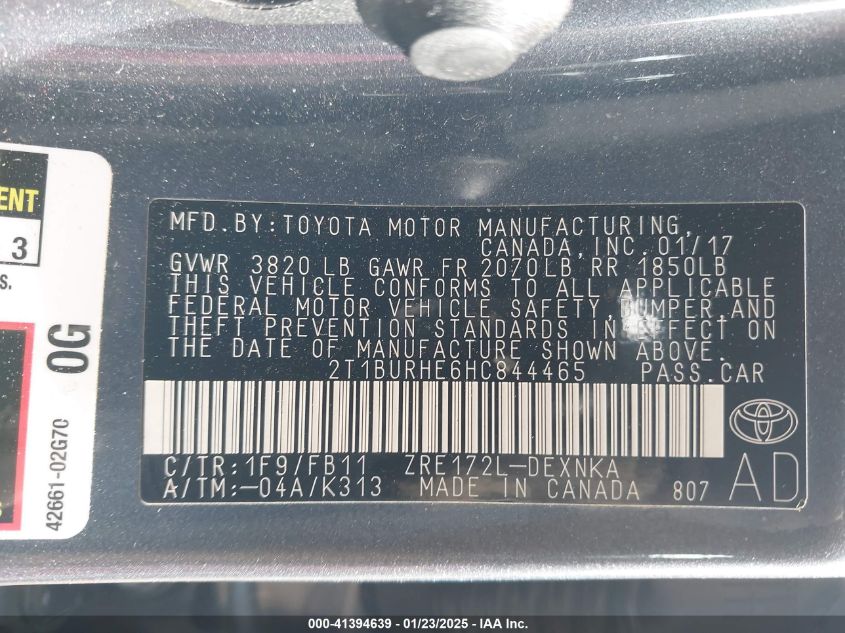 ENT
3
S.
OG
42661-02G70
MFD.BY:TOYOTA MOTOR MANUFACTURING,
CANADA,INC. 01/17
GVWR 3820 LB GAWR FR 2070LB RR 1850LB
THIS VEHICLE CONFORMS TO ALL APPLICABLE
FEDERAL MOTOR VEHICLE SAFETY, BUMPER,AND
THEFT PREVENTION STANDARDS IN EFFECT ON
THE DATE OF MANUFACTURE SHOWN ABOVE.
2T1BURHE6HC844465 PASS.CAR
C/TR:1F9/FB11 ZRE172L-DEXNKA
A/TM:-04A/K313 MADE IN CANADA 807
AD
000-41394639 - 01/23/2025 - IAA Inc.